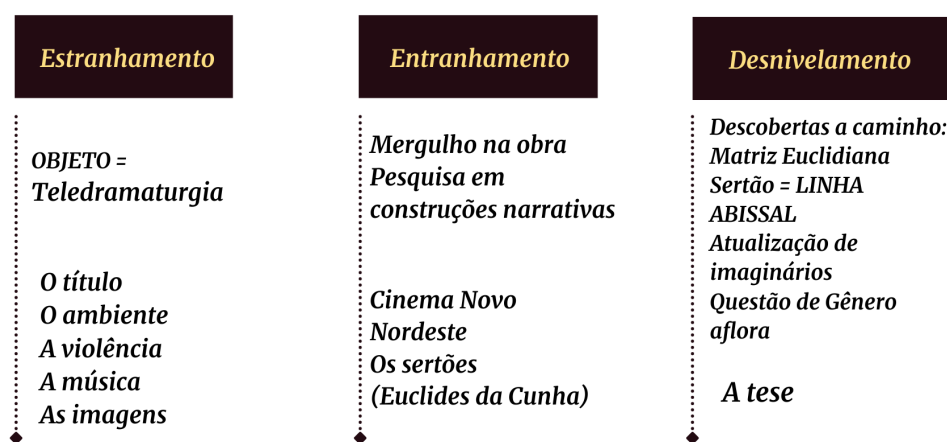 Estranhamento
OBJETO =
Teledramaturgia
O título
O ambiente
A violência
A música
As imagens
Entranhamento
Mergulho na obra
Pesquisa em
construções narrativas
Cinema Novo
Nordeste
Os sertões
(Euclides da Cunha)
Desnivelamento
Descobertas a caminho:
Matriz Euclidiana
Sertão = LINHA
ABISSAL
Atualização de
imaginários
Questão de Gênero
aflora
A tese